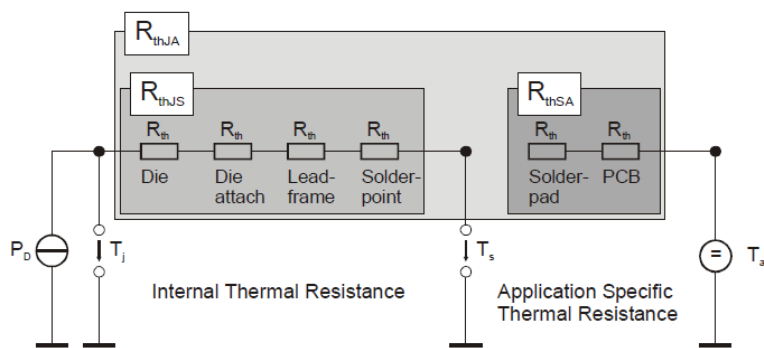 RthJA
RthJS
RthSA
Rth Rth Rth Rth Rth Rth
Die Die attach Lead- frame Solder- point Solder- pad PCB
PD Tj Ts = Ta
Internal Thermal Resistance
Application Specific
Thermal Resistance